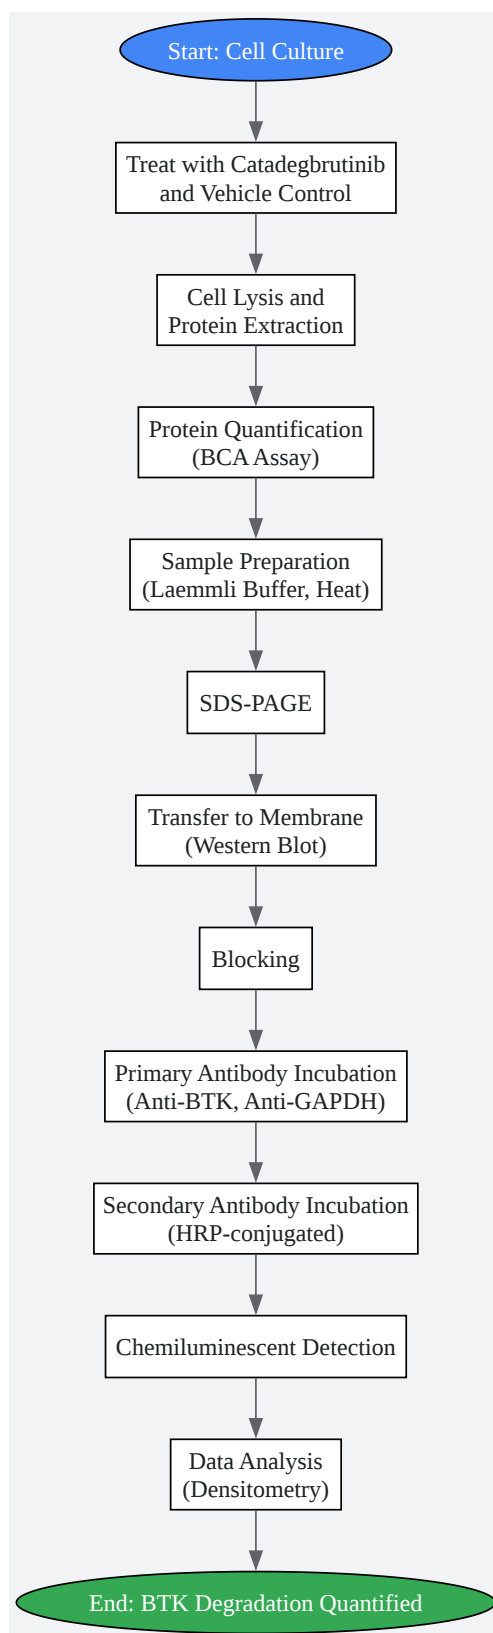 Start: Cell Culture
Treat with Catadegbrutinib
and Vehicle Control
Cell Lysis and
Protein Extraction
Protein Quantification
(BCA Assay)
Sample Preparation
(Laemmli Buffer, Heat)
SDS-PAGE
Transfer to Membrane
(Western Blot)
Blocking
Primary Antibody Incubation
(Anti-BTK, Anti-GAPDH)
Secondary Antibody Incubation
(HRP-conjugated)
Chemiluminescent Detection
Data Analysis
(Densitometry)
End: BTK Degradation Quantified